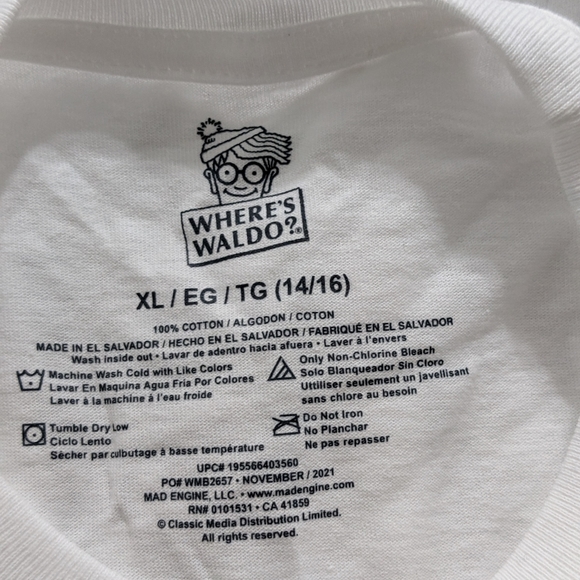 WHERE'S
WALDO?®
XL / EG / TG (14/16)
100% COTTON / ALGODON / COTON
MADE IN EL SALVADOR / HECHO EN EL SALVADOR / FABRIQUÉ EN EL SALVADOR
Wash inside out • Lavar de adentro hacia afuera • Laver à l'envers
Machine Wash Cold with Like Colors
Lavar En Maquina Agua Fria Por Colores
Laver à la machine à l'eau froide
Only Non-Chlorine Bleach
Solo Blanqueador Sin Cloro
Utiliser seulement un javellisant
sans chlore au besoin
Tumble Dry Low
Ciclo Lento
Sécher par culbutage à basse température
Do Not Iron
No Planchar
Ne pas repasser
UPC# 195566403560
PO# WMB2657 • NOVEMBER / 2021
MAD ENGINE, LLC. • www.madengine.com
RN# 0101531 • CA 41859
© Classic Media Distribution Limited.
All rights reserved.